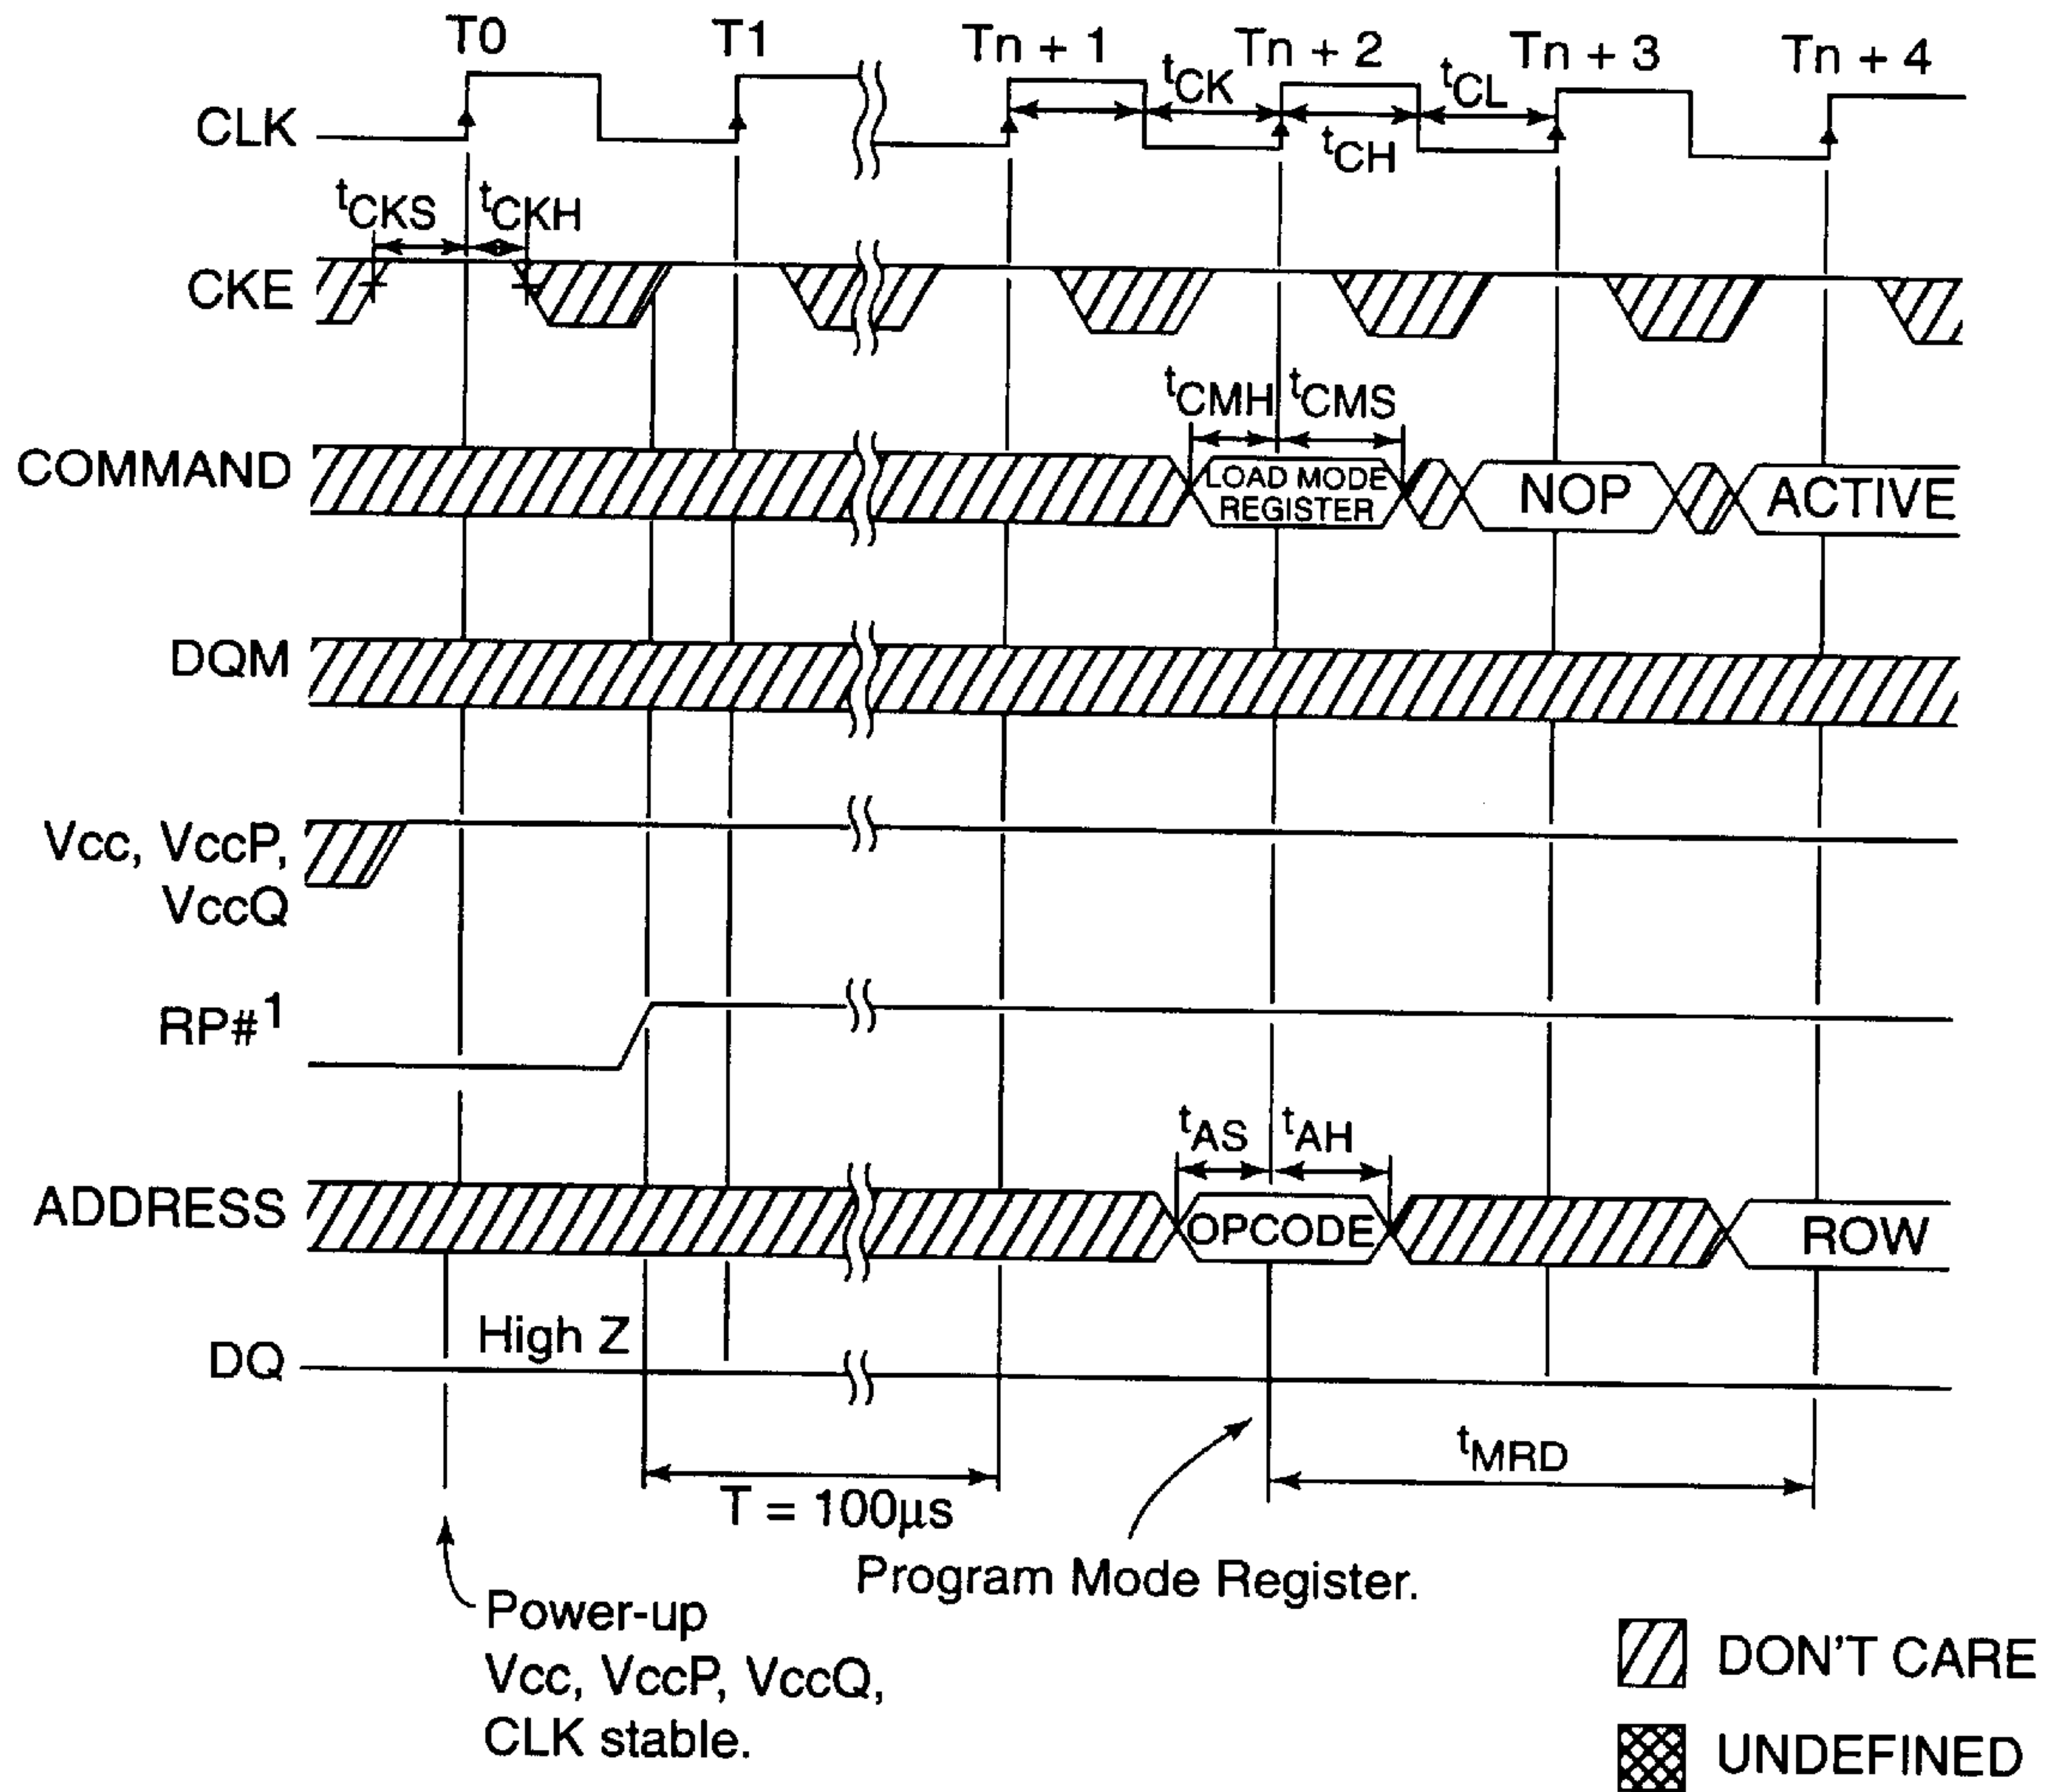 T0 T1 Tn + 1 Tn + 2 Tn + 3 Tn + 4
tCK tCL
CLK
tCH
tCKS tCKH
CKE
tCMH tCMS
COMMAND
LOAD MODE
REGISTER
NOP
ACTIVE
DQM
Vcc, VccP,
VccQ
RP#1
tAS tAH
ADDRESS
OPCODE
ROW
High Z
DQ
tMRD
T = 100µs
Program Mode Register.
Power-up
Vcc, VccP, VccQ,
CLK stable.
DON'T CARE
UNDEFINED